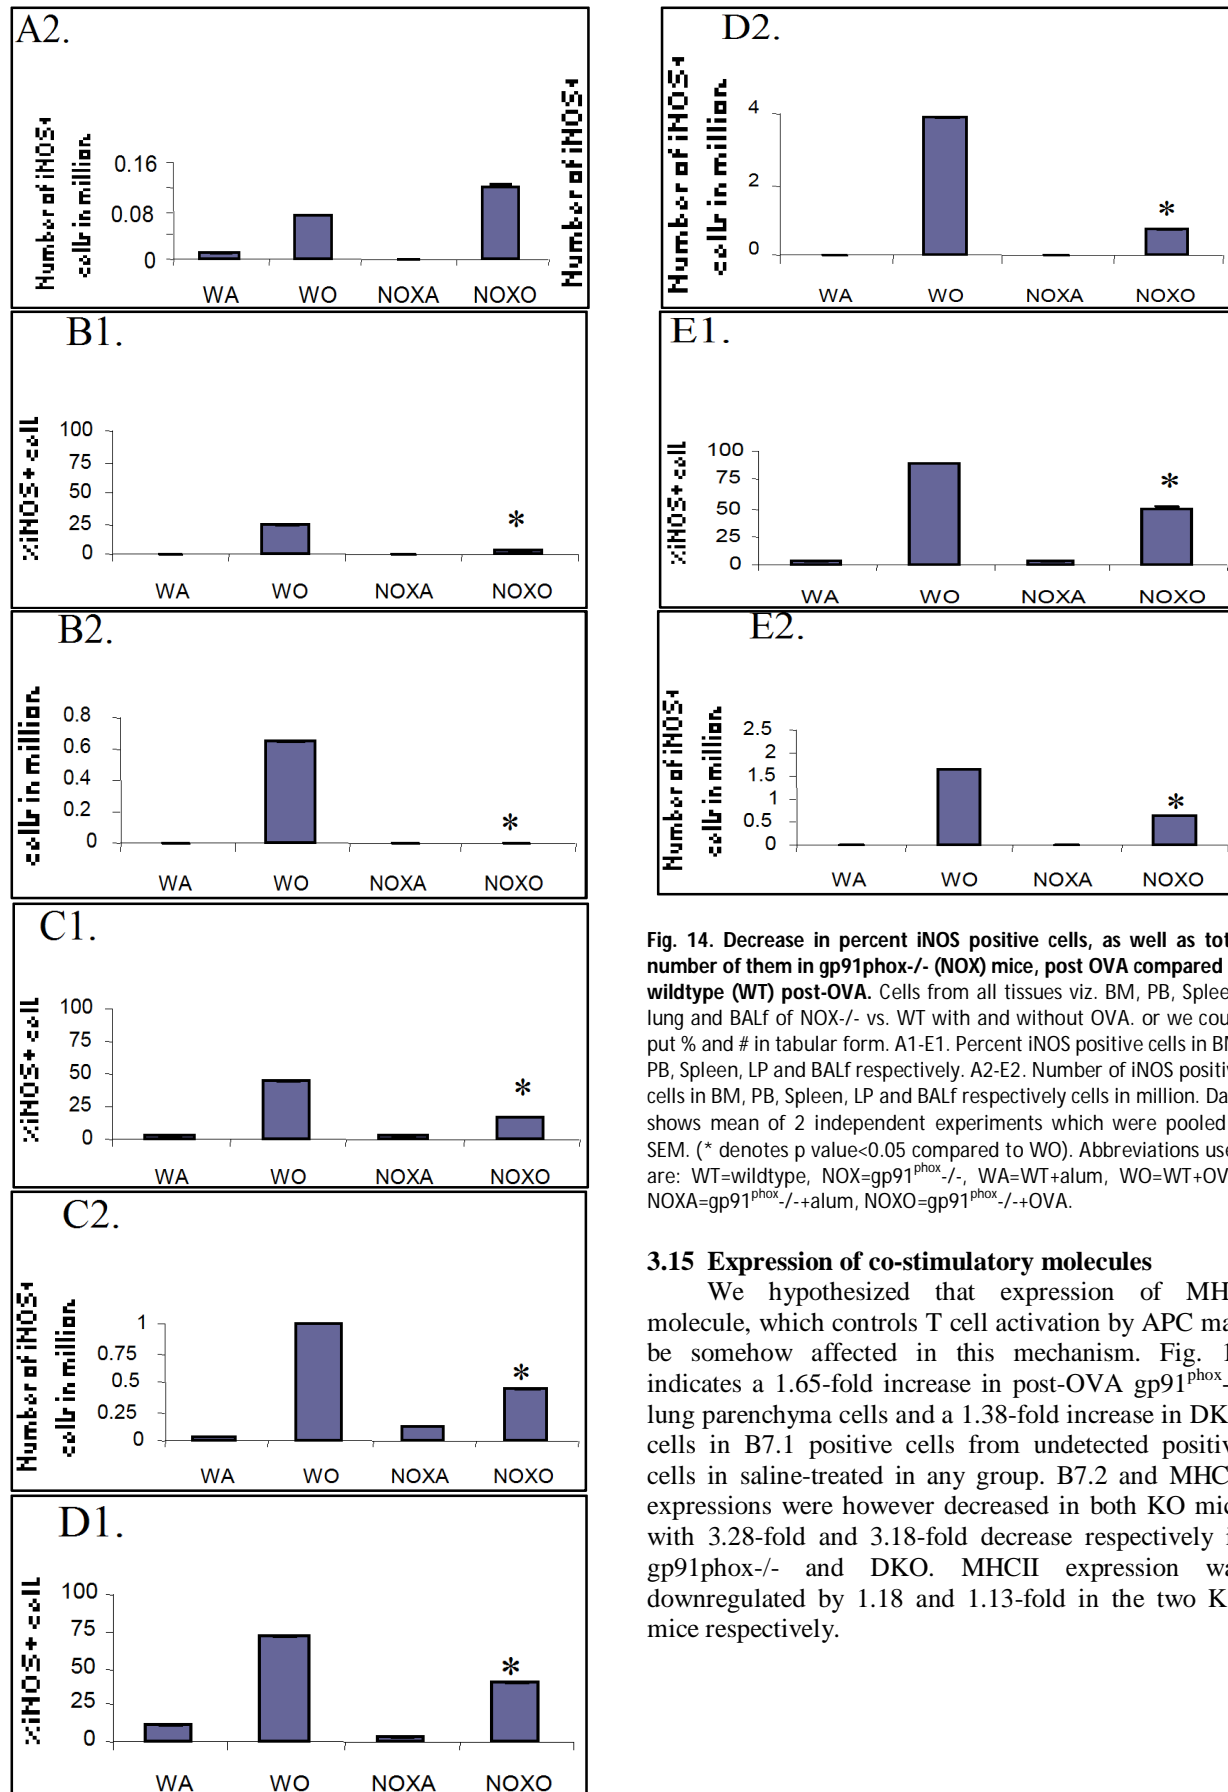 A2.
Number of iNOS+
cells in million
0.16
0.08
0
WA WO NOXA NOXO
Number of iNOS+
B1.
%iNOS+ cell
100
75
50
25
0
*
WA WO NOXA NOXO
B2.
cells in million
0.8
0.6
0.4
0.2
0
*
WA WO NOXA NOXO
C1.
%iNOS+ cell
100
75
50
25
0
*
WA WO NOXA NOXO
C2.
Number of iNOS+
cells in million
1
0.75
0.5
0.25
0
*
WA WO NOXA NOXO
D1.
%iNOS+ cell
100
75
50
25
0
*
WA WO NOXA NOXO
D2.
Number of iNOS+
cells in million
4
2
0
*
WA WO NOXA NOXO
E1.
%iNOS+ cell
100
75
50
25
0
*
WA WO NOXA NOXO
E2.
Number of iNOS+
cells in million
2.5
2
1.5
1
0.5
0
*
WA WO NOXA NOXO
Fig. 14. Decrease in percent iNOS positive cells, as well as tot
number of them in gp91phox-/- (NOX) mice, post OVA compared
wildtype (WT) post-OVA. Cells from all tissues viz. BM, PB, Splee
lung and BALf of NOX-/- vs. WT with and without OVA. or we cou
put % and # in tabular form. A1-E1. Percent iNOS positive cells in BM
PB, Spleen, LP and BALf respectively. A2-E2. Number of iNOS positiv
cells in BM, PB, Spleen, LP and BALf respectively cells in million. Da
shows mean of 2 independent experiments which were pooled
SEM. (* denotes p value<0.05 compared to WO). Abbreviations use
are: WT=wildtype, NOX=gp91phox-/-, WA=WT+alum, WO=WT+OV
NOXA=gp91phox-/-+alum, NOXO=gp91phox-/-+OVA.
3.15 Expression of co-stimulatory molecules
We hypothesized that expression of MH
molecule, which controls T cell activation by APC ma
be somehow affected in this mechanism. Fig. 1
indicates a 1.65-fold increase in post-OVA gp91phox-
lung parenchyma cells and a 1.38-fold increase in DK
cells in B7.1 positive cells from undetected positiv
cells in saline-treated in any group. B7.2 and MHC
expressions were however decreased in both KO mic
with 3.28-fold and 3.18-fold decrease respectively i
gp91phox-/- and DKO. MHCII expression wa
downregulated by 1.18 and 1.13-fold in the two K
mice respectively.